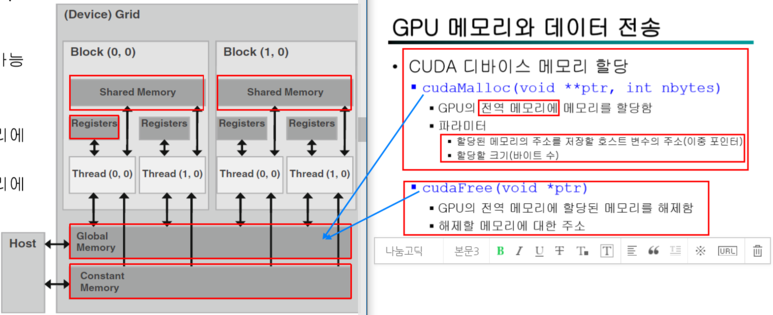 (Device) Grid
Block (0, 0)
Block (1, 0)
Shared Memory
Shared Memory
Registers
Registers
Registers
Registers
Thread (0, 0)
Thread (1, 0)
Thread (0, 0)
Thread (1, 0)
Host
Global
Memory
Constant
Memory
가능
리에
리에
GPU 메모리와 데이터 전송
• CUDA 디바이스 메모리 할당
▪ cudaMalloc(void **ptr, int nbytes)
▪ GPU의 전역 메모리에 메모리를 할당함
▪ 파라미터
▪ 할당된 메모리의 주소를 저장할 호스트 변수의 주소(이중 포인터)
▪ 할당할 크기(바이트 수)
▪ cudaFree(void *ptr)
▪ GPU의 전역 메모리에 할당된 메모리를 해제함
▪ 해제할 메모리에 대한 주소
나눔고딕 본문3 B I U T T T URL